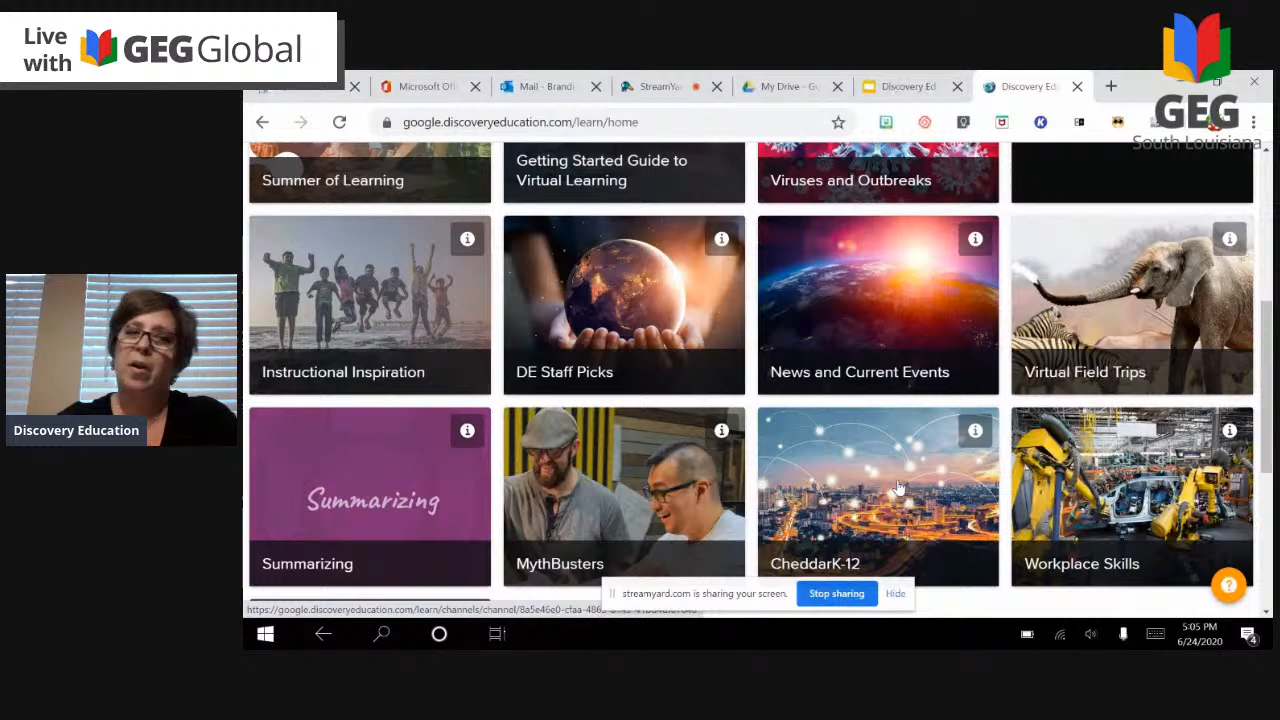 Live
with
GEG Global
GEG
South Louisiana
Microsoft Off
Mail - Brandi
StreamYa
My Drive - Go
Discovery Ed
Discovery Ed
google.discoveryeducation.com/learn/home
Summer of Learning
Getting Started Guide to
Virtual Learning
Viruses and Outbreaks
Instructional Inspiration
DE Staff Picks
News and Current Events
Virtual Field Trips
Summarizing
Summarizing
MythBusters
CheddarK-12
Workplace Skills
Discovery Education
streamyard.com is sharing your screen.
Stop sharing
Hide
5:05 PM
6/24/2020
4